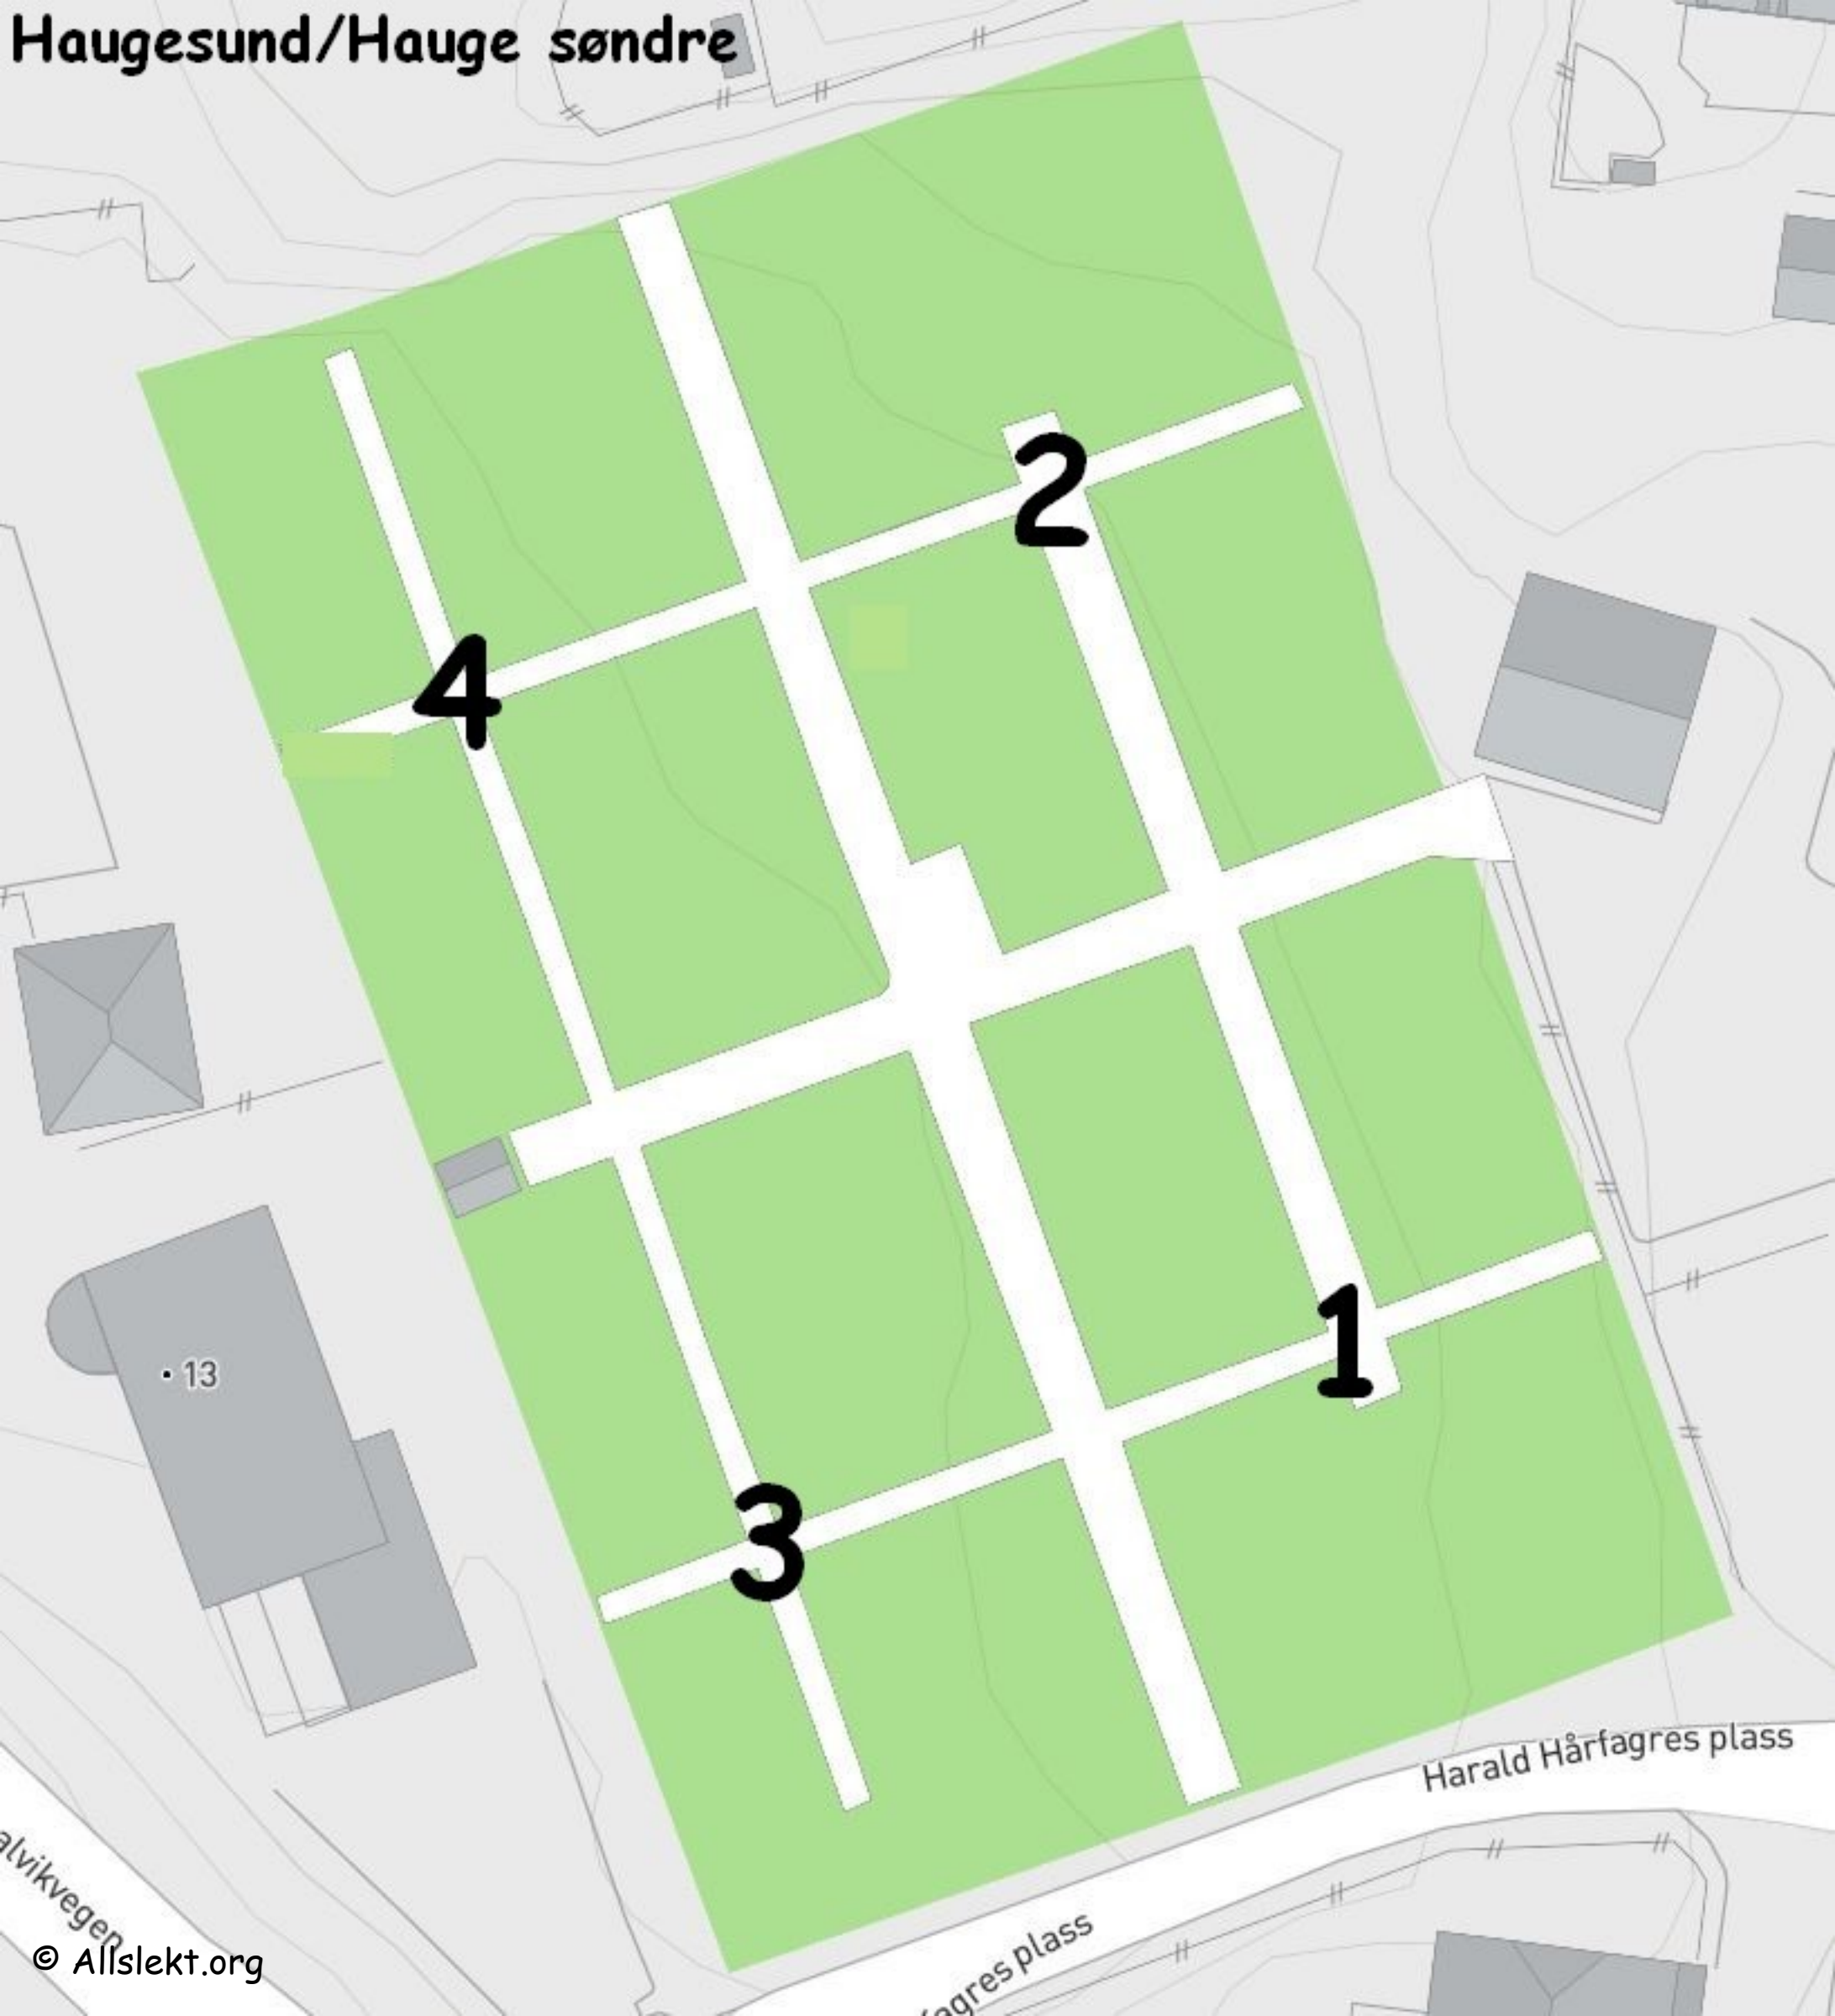 Haugesund/Hauge søndre
2
4
1
• 13
3
Harald Hårfagres plass
alvikvegen
fagres plass
© Allslekt.org